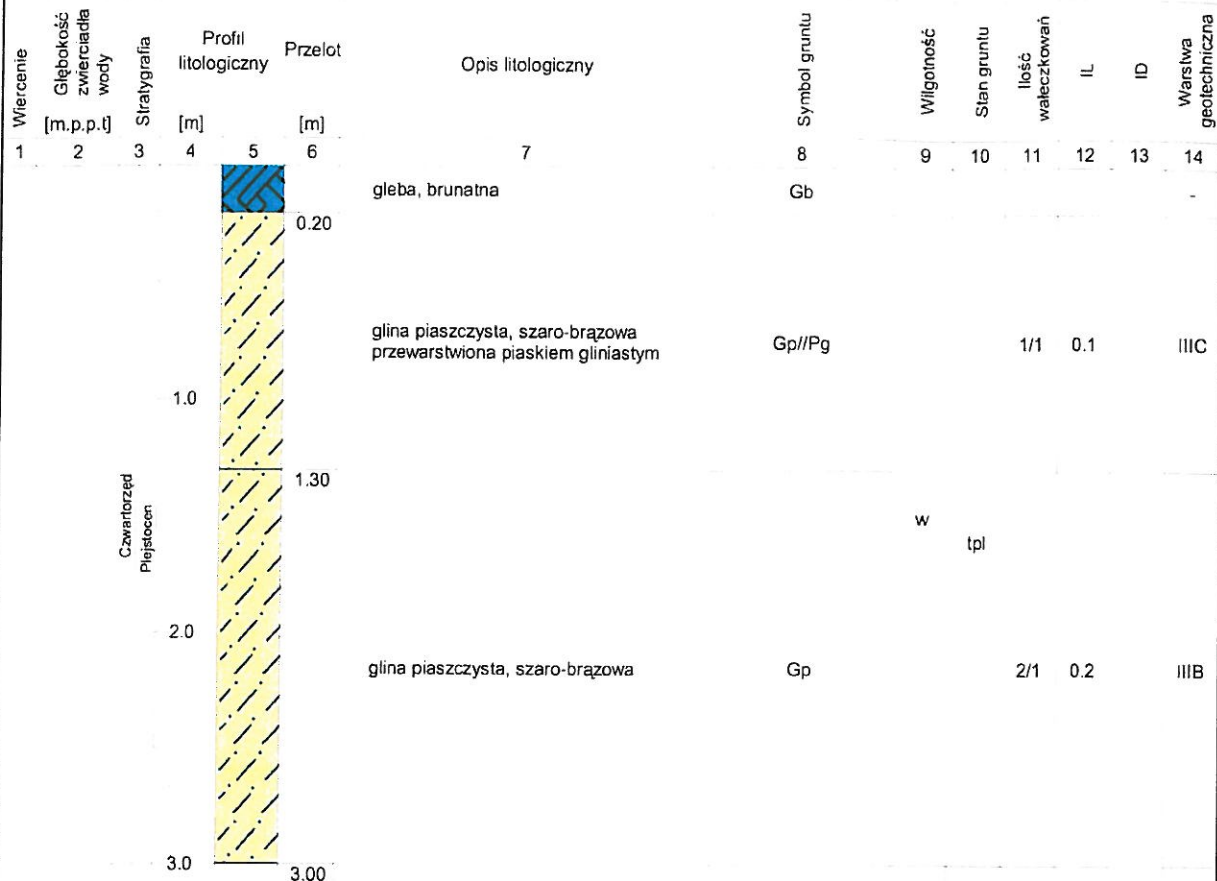 Wiercenie
Głębokość
zwierciadła
wody
[m.p.p.t]
Stratygrafia
Profil
litologiczny
[m]
Przelot
[m]
Opis litologiczny
Symbol gruntu
Wilgotność
Stan gruntu
Ilość
wałeczkowań
IL
ID
Warstwa
geotechniczna
1 2 3 4 5 6 7 8 9 10 11 12 13 14
gleba, brunatna Gb -
0.20
glina piaszczysta, szaro-brązowa
przewarstwiona piaskiem gliniastym Gp//Pg 1/1 0.1 IIIC
1.0
1.30
Czwartorzęd
Plejstocen
w
tpl
2.0
glina piaszczysta, szaro-brązowa Gp 2/1 0.2 IIIB
3.0
3.00